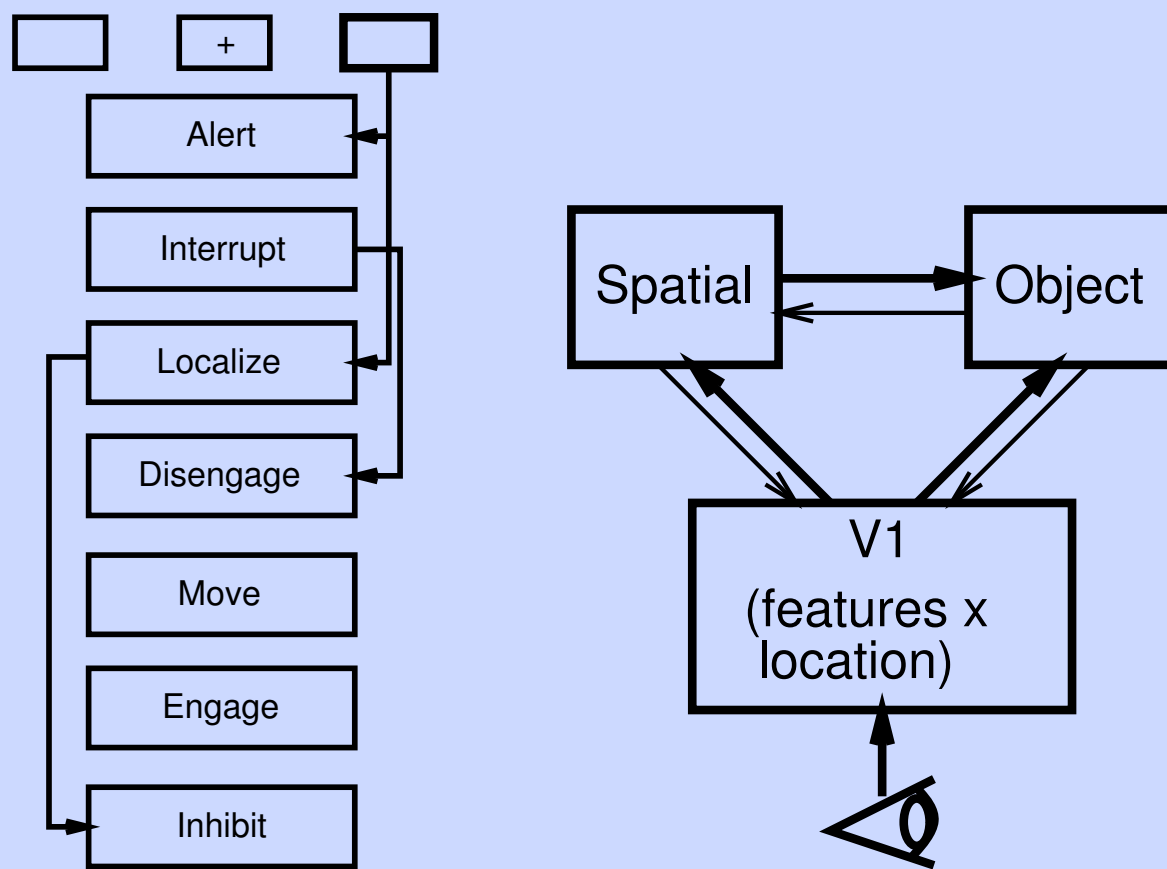 +
Alert
Interrupt
Localize
Disengage
Move
Engage
Inhibit
Spatial
Object
V1
(features x
location)